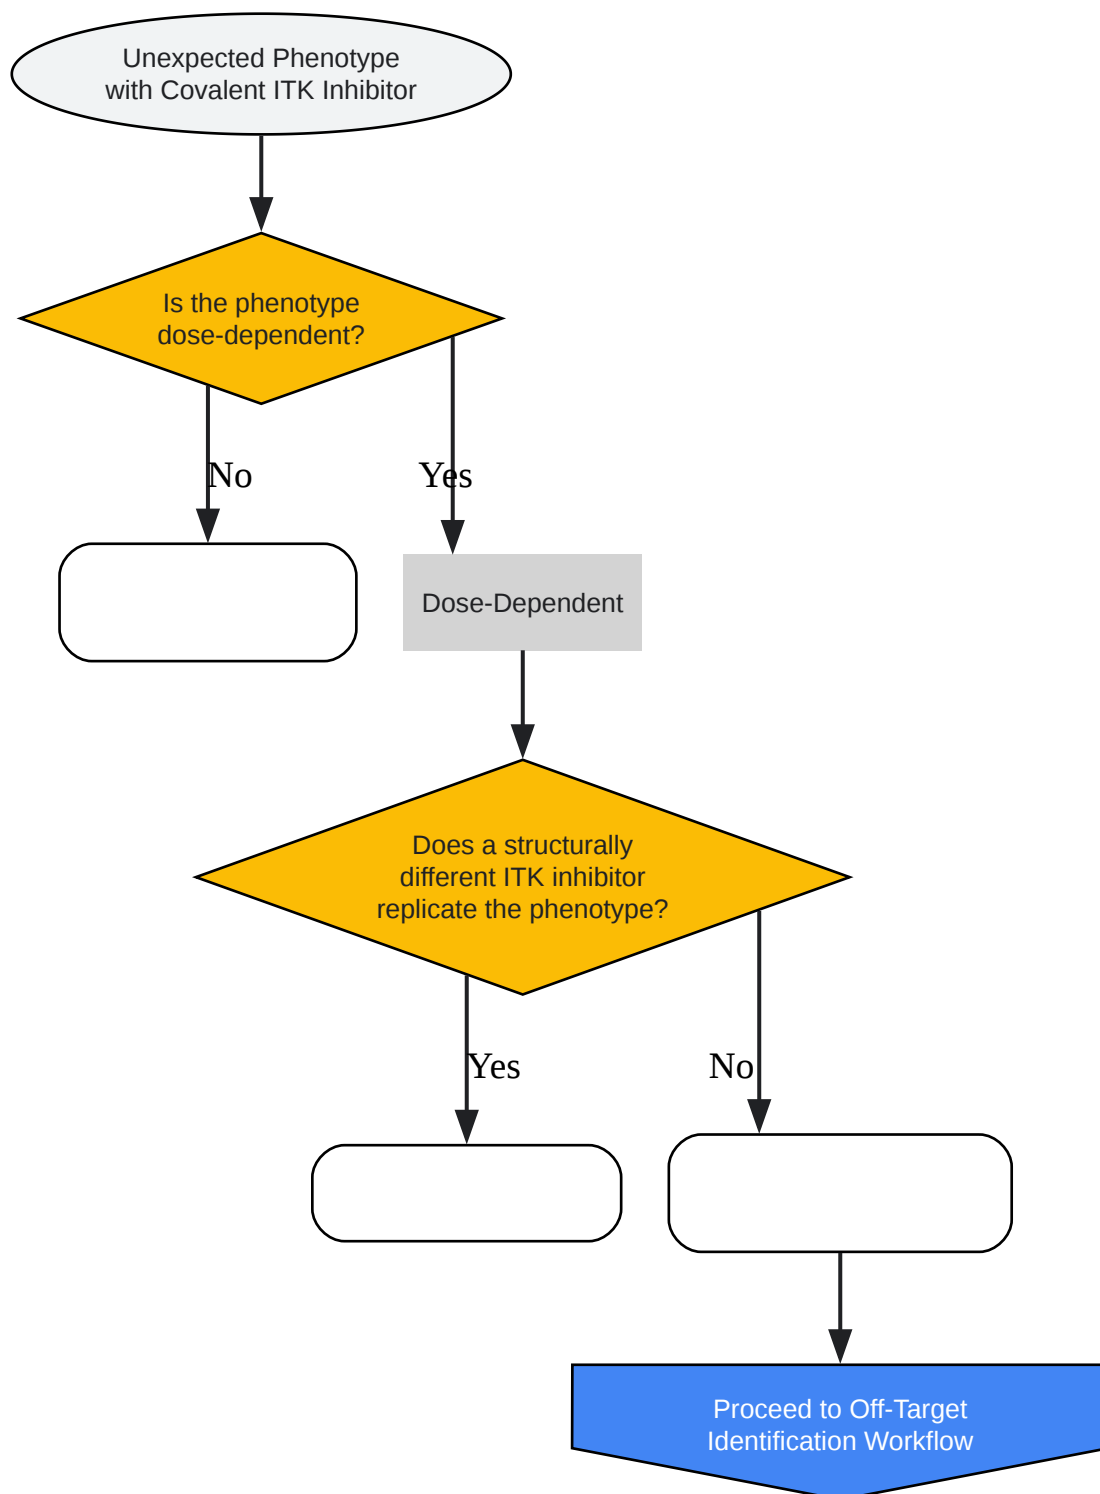 Unexpected Phenotype
with Covalent ITK Inhibitor
Is the phenotype
dose-dependent?
No
Yes
Dose-Dependent
Does a structurally
different ITK inhibitor
replicate the phenotype?
Yes
No
Proceed to Off-Target
Identification Workflow